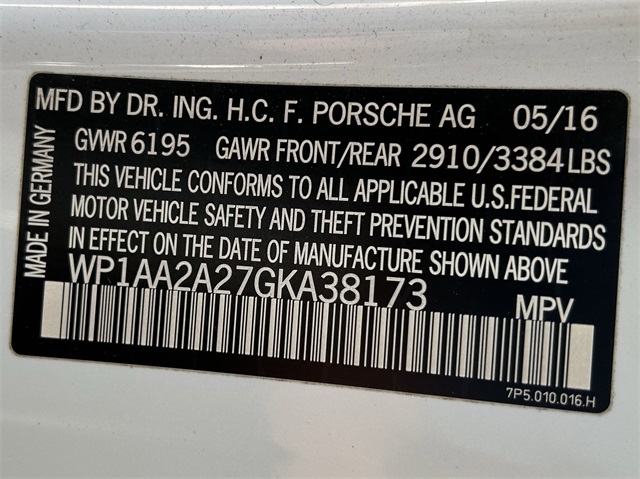 MFD BY DR. ING. H.C. F. PORSCHE AG 05/16
GVWR 6195 GAWR FRONT/REAR 2910/3384 LBS
THIS VEHICLE CONFORMS TO ALL APPLICABLE U.S.FEDERAL
MOTOR VEHICLE SAFETY AND THEFT PREVENTION STANDARDS
IN EFFECT ON THE DATE OF MANUFACTURE SHOWN ABOVE
WP1AA2A27GKA38173 MPV
7P5.010.016.H
MADE IN GERMANY